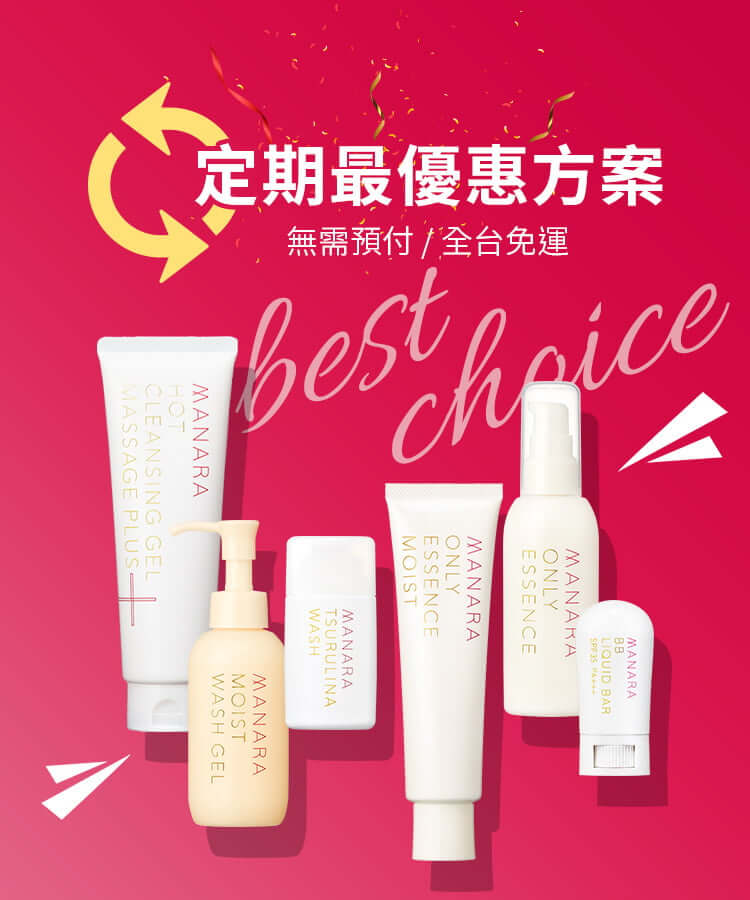 定期最優惠方案
無需預付 / 全台免運
best
choice
MANARA
HOT
CLEANSING GEL
MASSAGE PLUS
MANARA
MOIST
WASH GEL
MANARA
TSURULINA
WASH
MANARA
ONLY
ESSENCE
MOIST
MANARA
ONLY
ESSENCE
MANARA
BB
LIQUID BAR
SPF35 PA+++